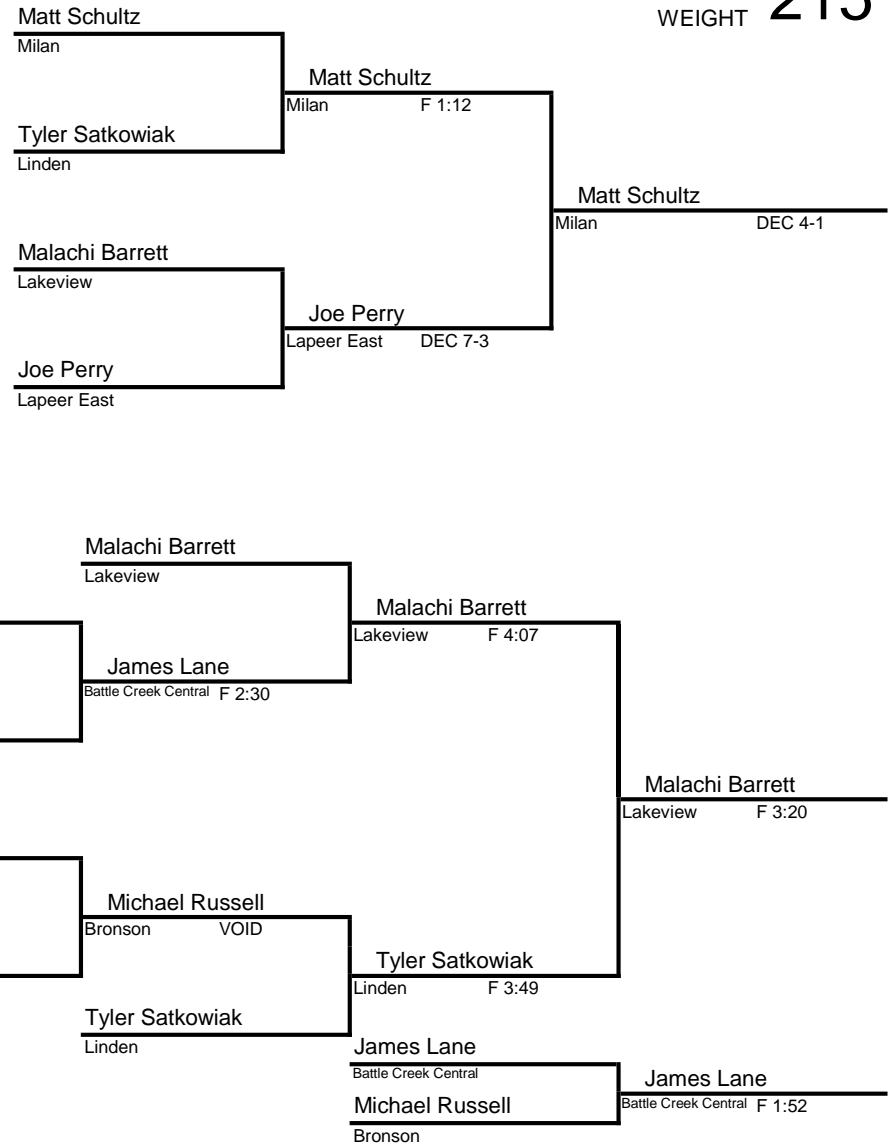 Matt Schultz
WEIGHT 215
Milan
Matt Schultz
Milan F 1:12
Tyler Satkowiak
Linden
Matt Schultz
Milan DEC 4-1
Malachi Barrett
Lakeview
Joe Perry
Lapeer East DEC 7-3
Joe Perry
Lapeer East
Malachi Barrett
Lakeview
Malachi Barrett
Lakeview F 4:07
James Lane
Battle Creek Central F 2:30
Malachi Barrett
Lakeview F 3:20
Michael Russell
Bronson VOID
Tyler Satkowiak
Linden F 3:49
Tyler Satkowiak
Linden
James Lane
Battle Creek Central
James Lane
Battle Creek Central F 1:52
Michael Russell
Bronson